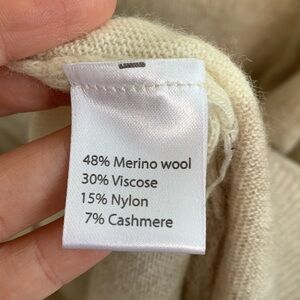 48% Merino wool
30% Viscose
15% Nylon
7% Cashmere